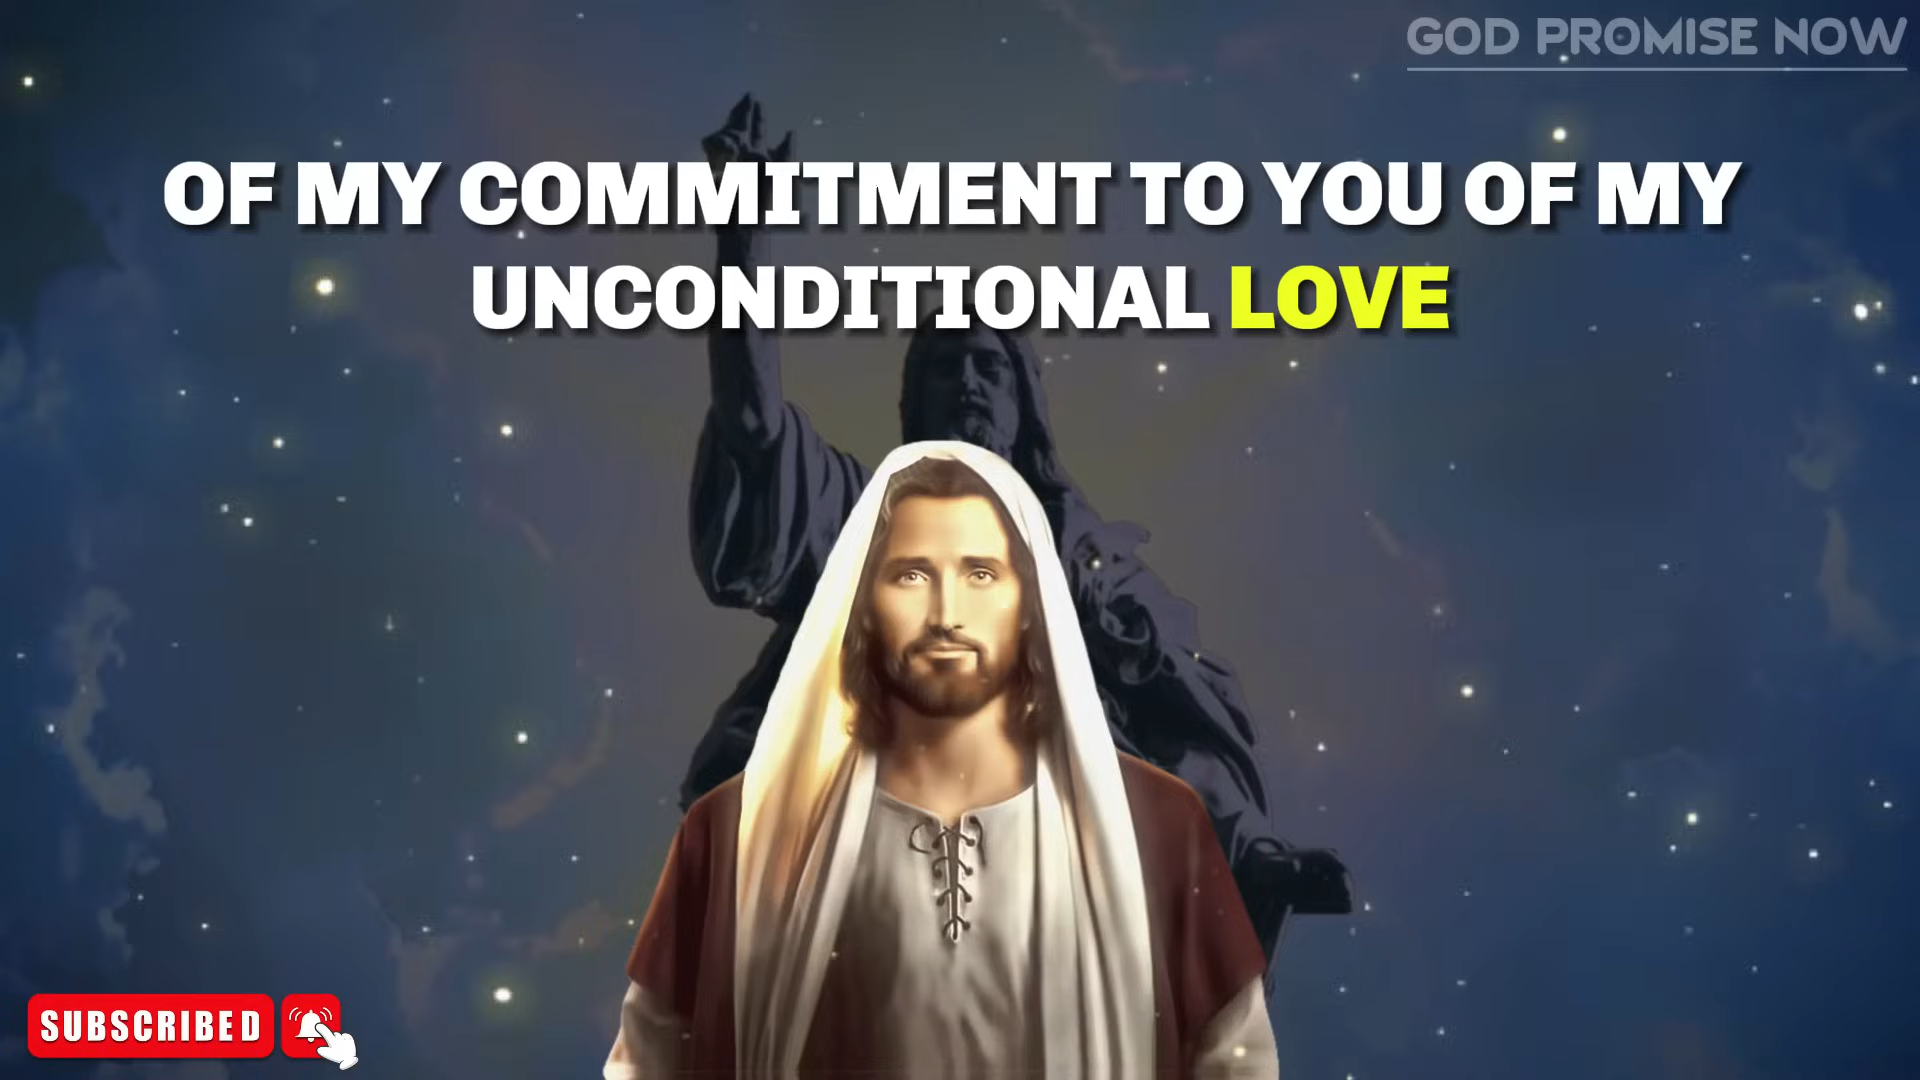 GOD PROMISE NOW
OF MY COMMITMENT TO YOU OF MY
UNCONDITIONAL LOVE
SUBSCRIBED